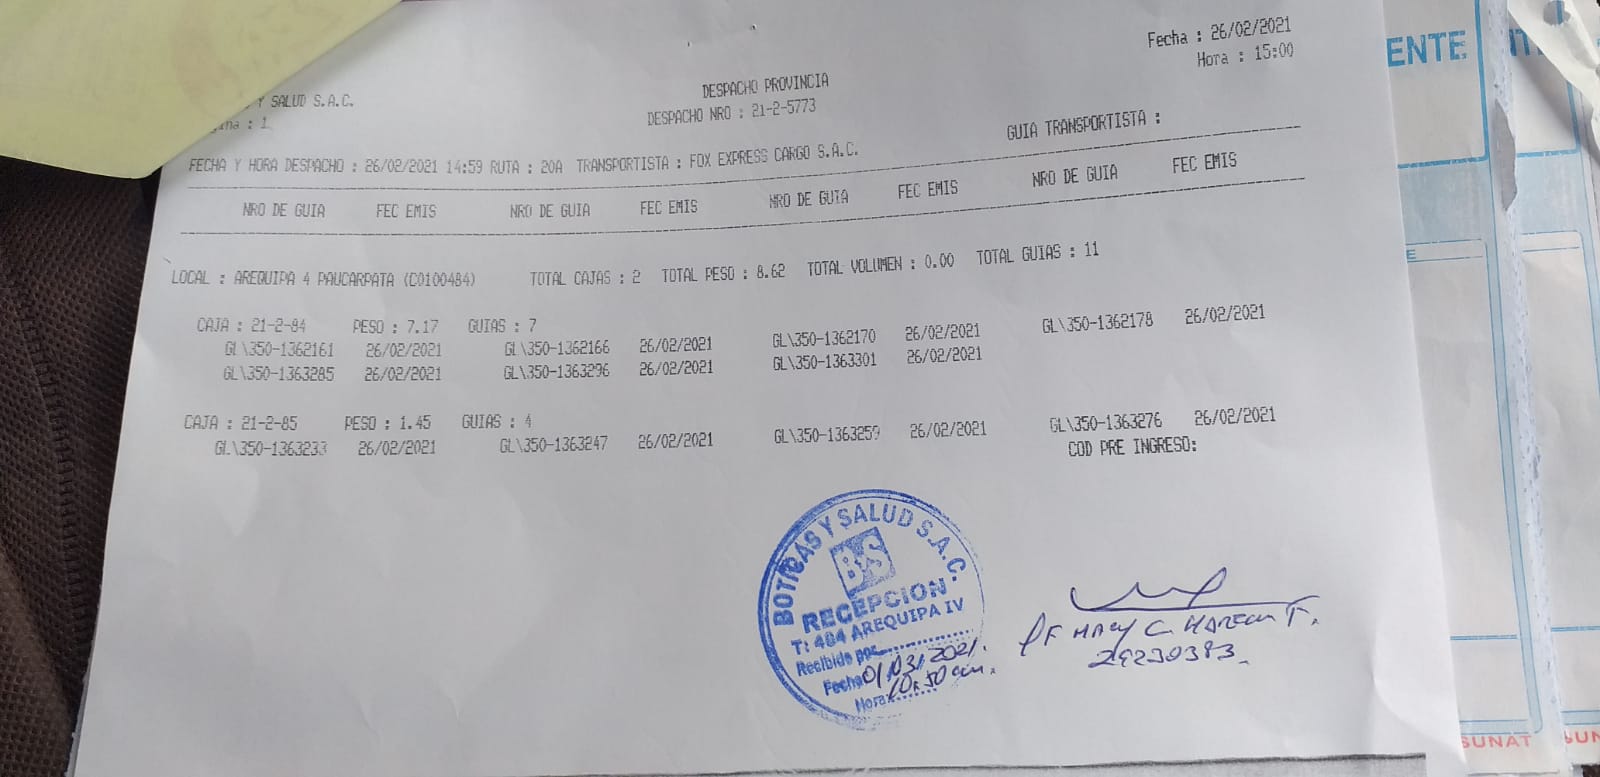 Fecha : 26/02/2021
Hora : 15:00
Y SALUD S.A.C.
DESPACHO PROVINCIA
: 1
DESPACHO NRO : 21-2-5773
GUIA TRANSPORTISTA :
FECHA Y HORA DESPACHO : 26/02/2021 14:59 RUTA : 20A TRANSPORTISTA : FOX EXPRESS CARGO S.A.C.
NRO DE GUIA FEC EMIS NRO DE GUIA FEC EMIS NRO DE GUIA FEC EMIS NRO DE GUIA FEC EMIS
LOCAL : AREQUIPA 4 PAUCARPATA (C0100484) TOTAL CAJAS : 2 TOTAL PESO : 8.62 TOTAL VOLUMEN : 0.00 TOTAL GUIAS : 11
CAJA : 21-2-84 PESO : 7.17 GUIAS : 7
GL\350-1362161 26/02/2021 GL\350-1362166 26/02/2021 GL\350-1362170 26/02/2021 GL\350-1362178 26/02/2021
GL\350-1363285 26/02/2021 GL\350-1363296 26/02/2021 GL\350-1363301 26/02/2021
CAJA : 21-2-85 PESO : 1.45 GUIAS : 4
GL\350-1363233 26/02/2021 GL\350-1363247 26/02/2021 GL\350-1363259 26/02/2021 GL\350-1363276 26/02/2021
COD PRE INGRESO:
BOTICAS Y SALUD S.A.C.
BS
RECEPCION
T: 484 AREQUIPA IV
Recibido por
Fecha 01/03/2021.
Hora 10:50 am.
29230383
ENTE
E
SUNAT
SUN